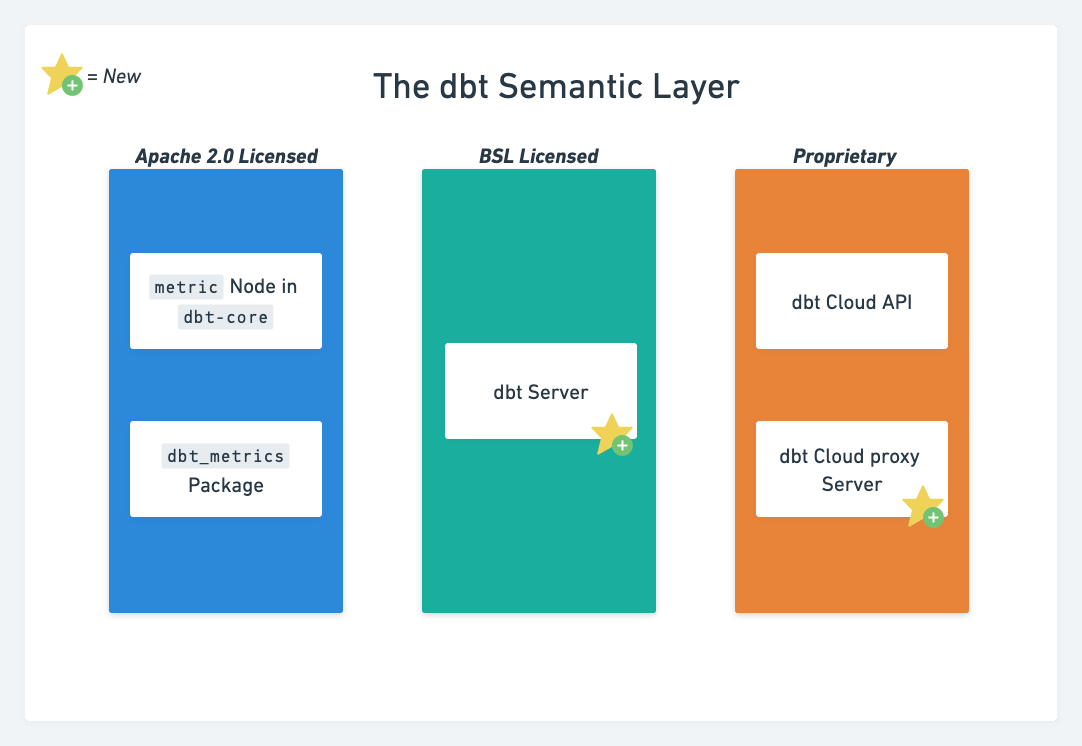 = New
The dbt Semantic Layer
Apache 2.0 Licensed
metric Node in
dbt-core
dbt_metrics
Package
BSL Licensed
dbt Server
Proprietary
dbt Cloud API
dbt Cloud proxy
Server